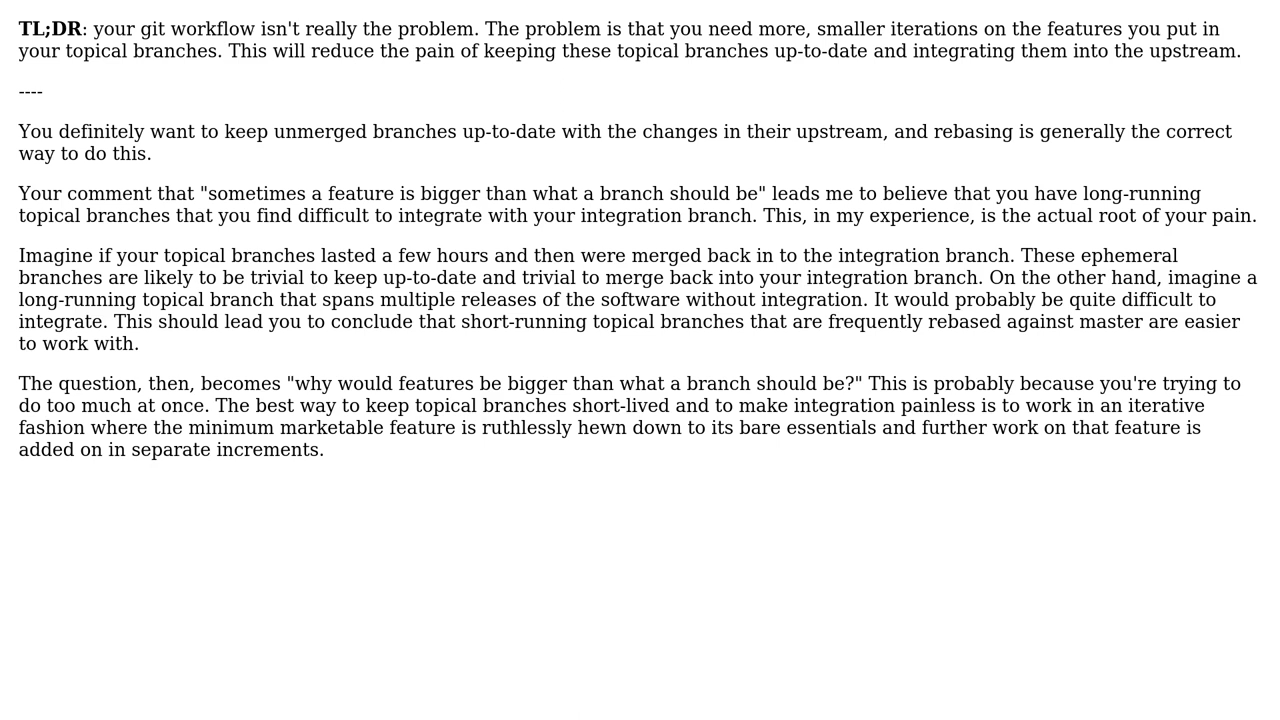 TL;DR: your git workflow isn't really the problem. The problem is that you need more, smaller iterations on the features you put in
your topical branches. This will reduce the pain of keeping these topical branches up-to-date and integrating them into the upstream.
----
You definitely want to keep unmerged branches up-to-date with the changes in their upstream, and rebasing is generally the correct
way to do this.
Your comment that "sometimes a feature is bigger than what a branch should be" leads me to believe that you have long-running
topical branches that you find difficult to integrate with your integration branch. This, in my experience, is the actual root of your pain.
Imagine if your topical branches lasted a few hours and then were merged back in to the integration branch. These ephemeral
branches are likely to be trivial to keep up-to-date and trivial to merge back into your integration branch. On the other hand, imagine a
long-running topical branch that spans multiple releases of the software without integration. It would probably be quite difficult to
integrate. This should lead you to conclude that short-running topical branches that are frequently rebased against master are easier
to work with.
The question, then, becomes "why would features be bigger than what a branch should be?" This is probably because you're trying to
do too much at once. The best way to keep topical branches short-lived and to make integration painless is to work in an iterative
fashion where the minimum marketable feature is ruthlessly hewn down to its bare essentials and further work on that feature is
added on in separate increments.